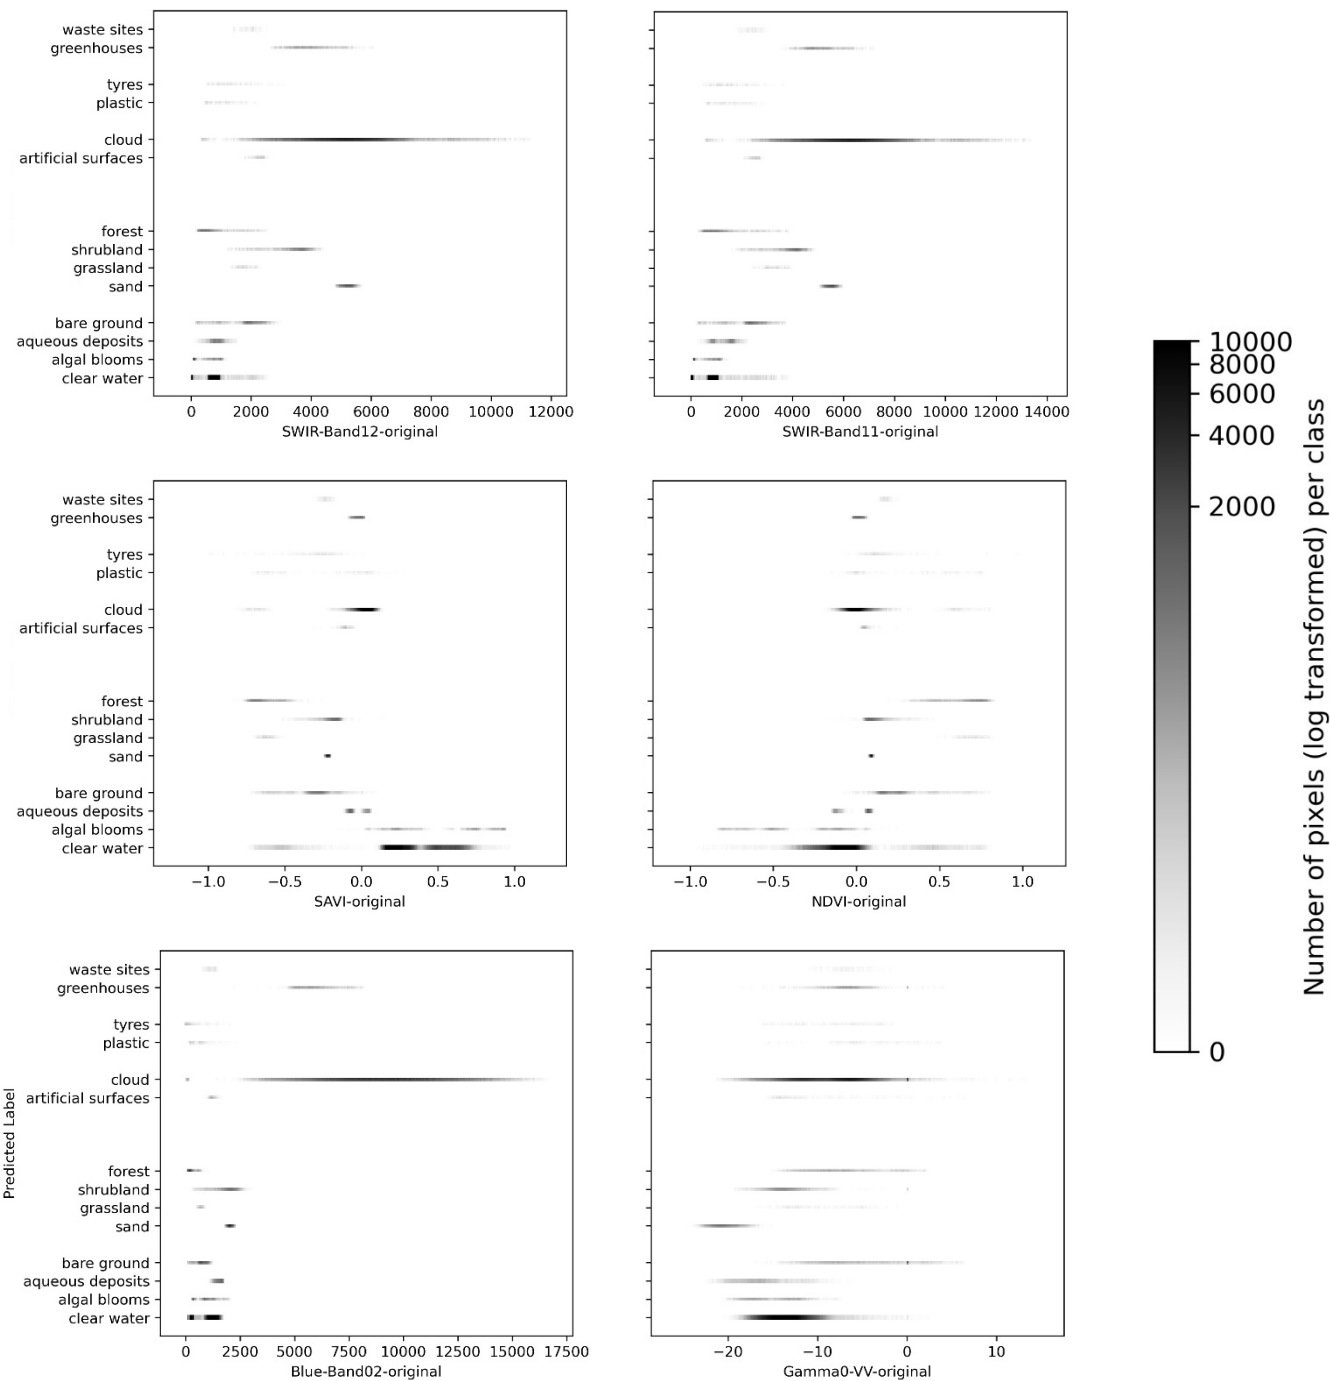 waste sites
greenhouses
tyres
plastic
cloud
artificial surfaces
forest
shrubland
grassland
sand
bare ground
aqueous deposits
algal blooms
clear water
0 2000 4000 6000 8000 10000 12000
SWIR-Band12-original
0 2000 4000 6000 8000 10000 12000 14000
SWIR-Band11-original
waste sites
greenhouses
tyres
plastic
cloud
artificial surfaces
forest
shrubland
grassland
sand
bare ground
aqueous deposits
algal blooms
clear water
−1.0 −0.5 0.0 0.5 1.0
SAVI-original
−1.0 −0.5 0.0 0.5 1.0
NDVI-original
Predicted Label
waste sites
greenhouses
tyres
plastic
cloud
artificial surfaces
forest
shrubland
grassland
sand
bare ground
aqueous deposits
algal blooms
clear water
0 2500 5000 7500 10000 12500 15000 17500
Blue-Band02-original
−20 −10 0 10
Gamma0-VV-original
10000
8000
6000
4000
2000
0
Number of pixels (log transformed) per class